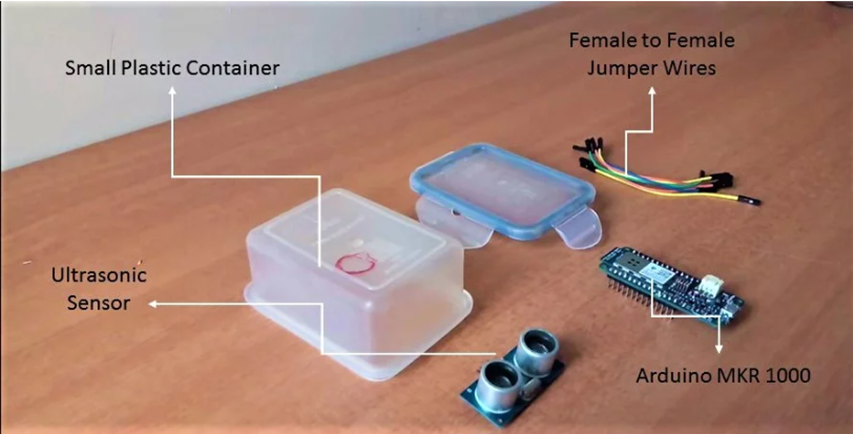 Small Plastic Container
Female to Female
Jumper Wires
Ultrasonic
Sensor
Arduino MKR 1000